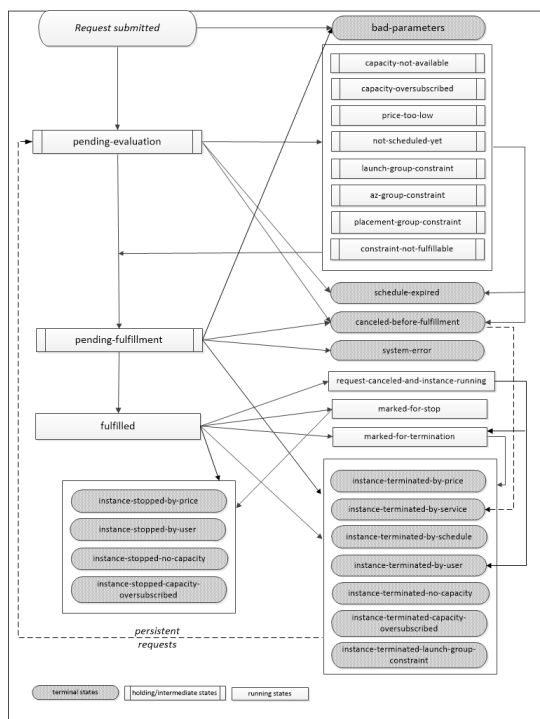 Request submitted
bad-parameters
capacity-not-available
capacity-oversubscribed
price-too-low
not-scheduled-yet
launch-group-constraint
az-group-constraint
placement-group-constraint
constraint-not-fulfillable
pending-evaluation
schedule-expired
canceled-before-fulfillment
system-error
pending-fulfillment
request-canceled-and-instance-running
marked-for-stop
marked-for-termination
fulfilled
instance-stopped-by-price
instance-stopped-by-user
instance-stopped-no-capacity
instance-stopped-capacity-
oversubscribed
instance-terminated-by-price
instance-terminated-by-service
instance-terminated-by-schedule
instance-terminated-by-user
instance-terminated-no-capacity
instance-terminated-capacity-
oversubscribed
instance-terminated-launch-group-
constraint
persistent
requests
terminal states
holding/intermediate states
running states